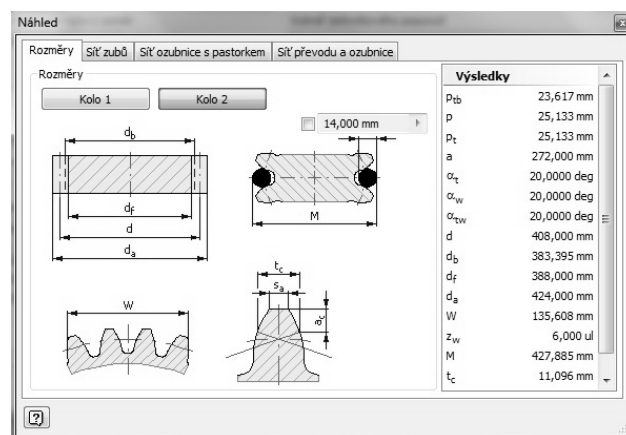 Náhled
Rozměry Síť zubů Síť ozubnice s pastorkem Síť převodu a ozubnice
Rozměry
Kolo 1 Kolo 2
14,000 mm
d_b
d_f
d
d_a
M
W
t_c
s_a
a_c
Výsledky
p_tb 23,617 mm
p 25,133 mm
p_t 25,133 mm
a 272,000 mm
α_t 20,0000 deg
α_w 20,0000 deg
α_tw 20,0000 deg
d 408,000 mm
d_b 383,395 mm
d_f 388,000 mm
d_a 424,000 mm
W 135,608 mm
z_w 6,000 ul
M 427,885 mm
t_c 11,096 mm